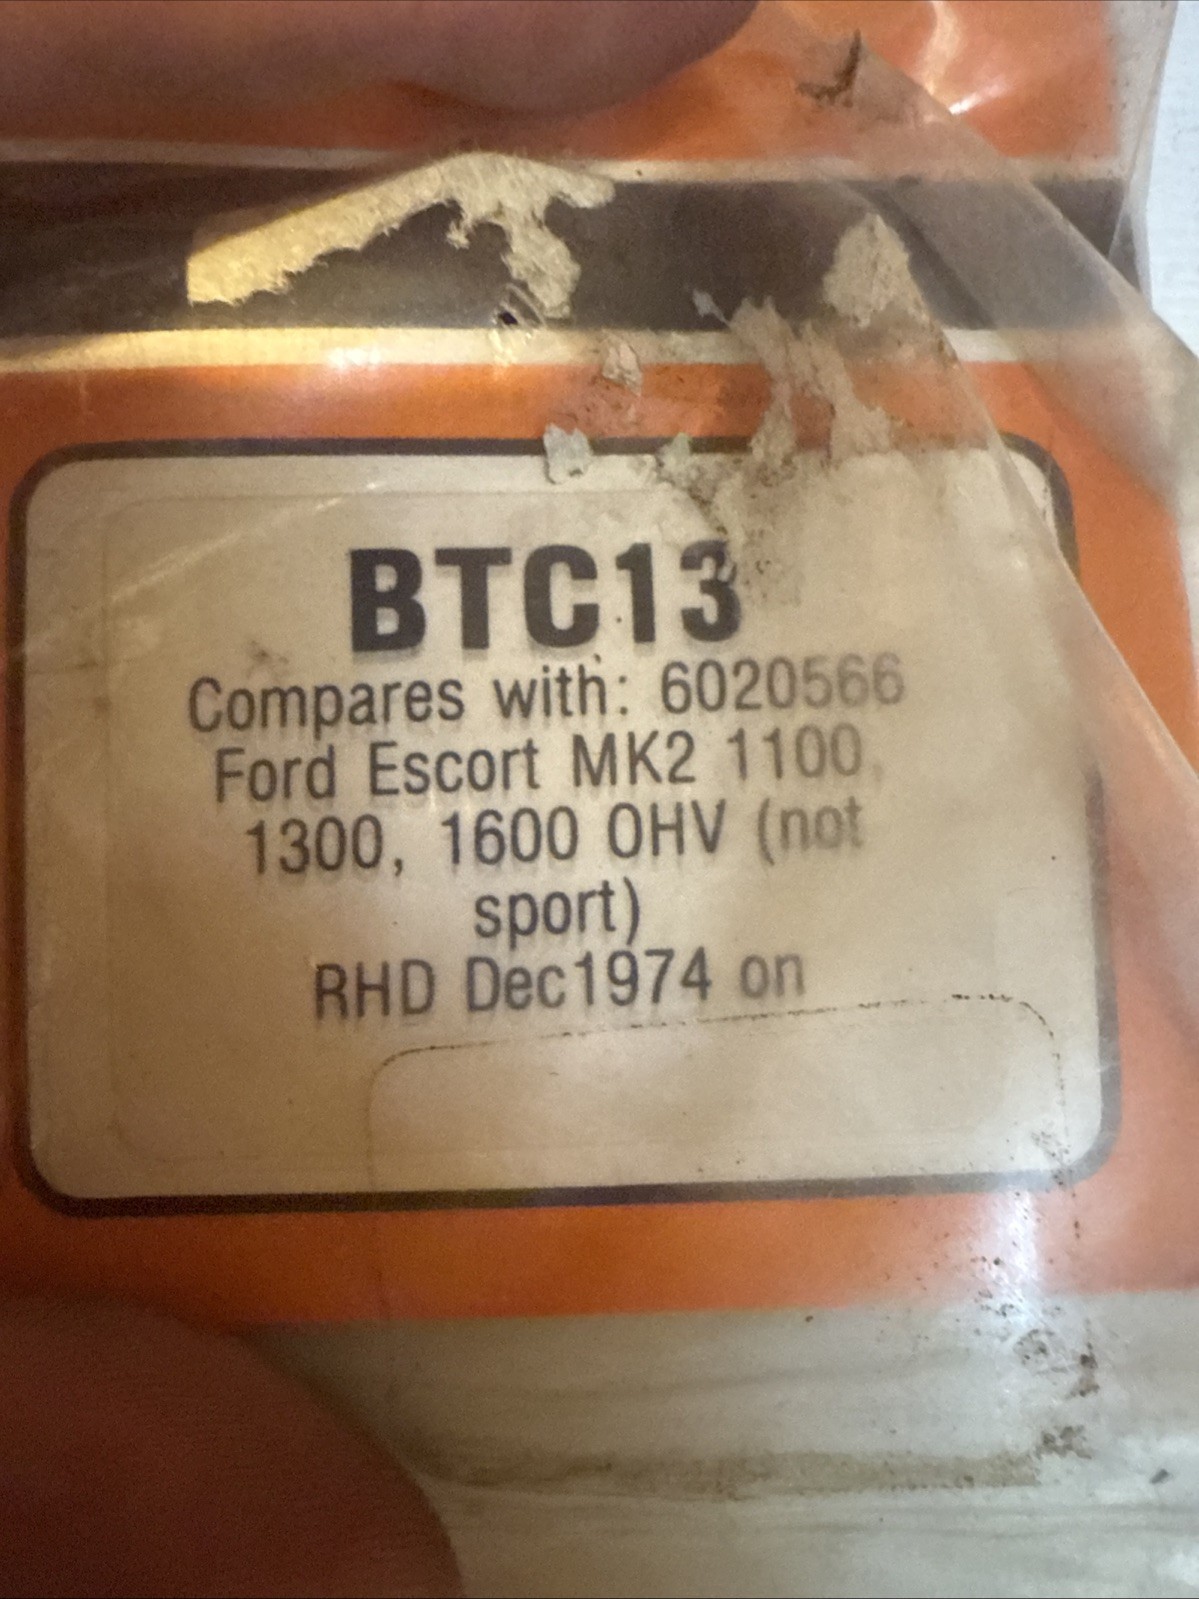 BTC13
Compares with: 6020566
Ford Escort MK2 1100,
1300, 1600 OHV (not
sport)
RHD Dec1974 on